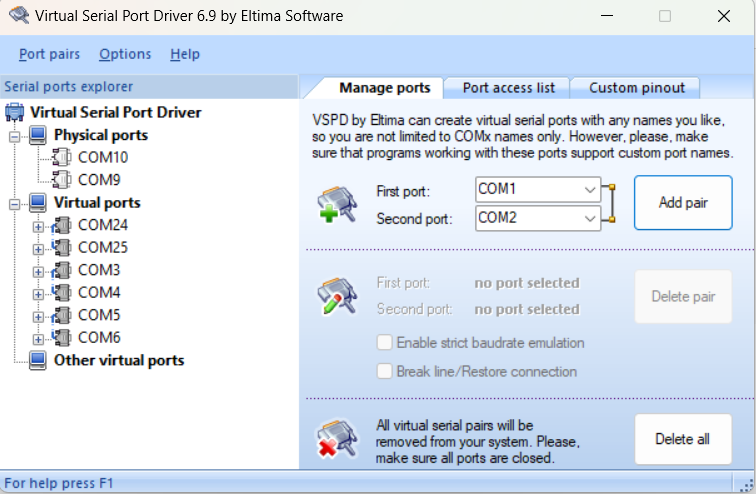 Virtual Serial Port Driver 6.9 by Eltima Software
Port pairs Options Help
Serial ports explorer
Virtual Serial Port Driver
Physical ports
COM10
COM9
Virtual ports
COM24
COM25
COM3
COM4
COM5
COM6
Other virtual ports
Manage ports Port access list Custom pinout
VSPD by Eltima can create virtual serial ports with any names you like,
so you are not limited to COMx names only. However, please, make
sure that programs working with these ports support custom port names.
First port: COM1
Second port: COM2
Add pair
First port: no port selected
Second port: no port selected
Delete pair
Enable strict baudrate emulation
Break line/Restore connection
All virtual serial pairs will be
removed from your system. Please,
make sure all ports are closed.
Delete all
For help press F1